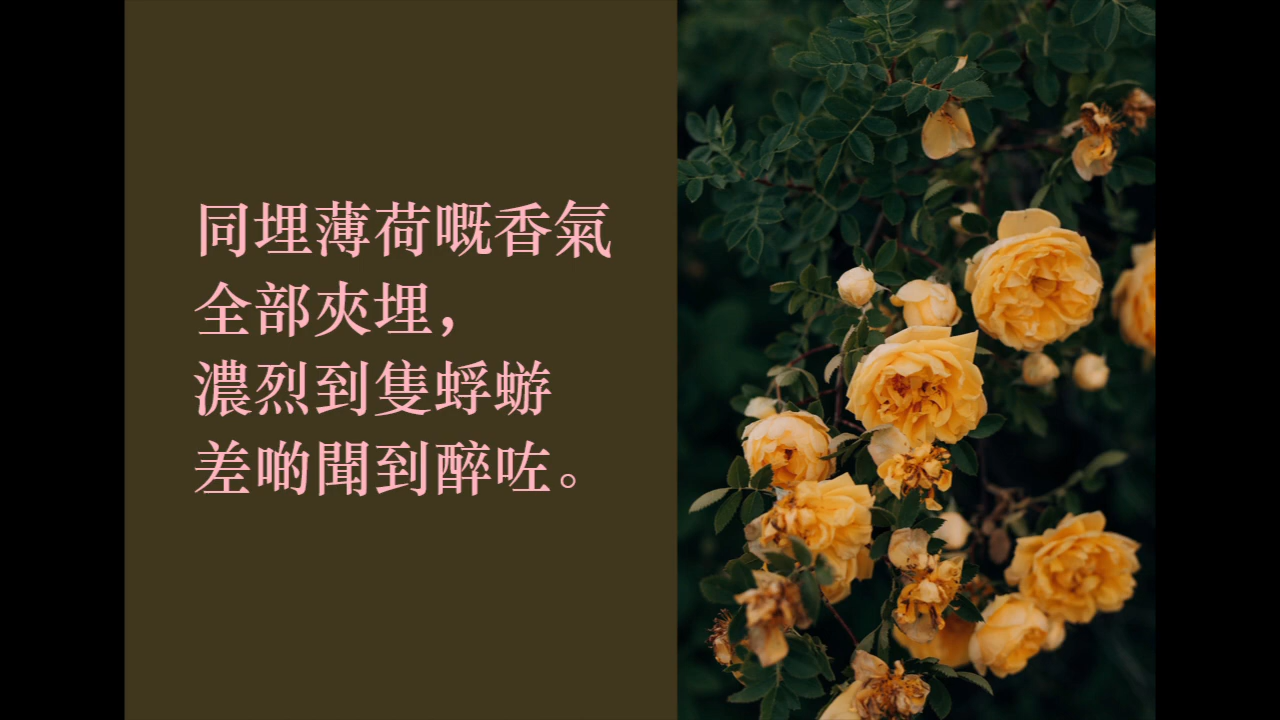 同埋薄荷嘅香氣
全部夾埋，
濃烈到隻蜉蝣
差啲聞到醉咗。